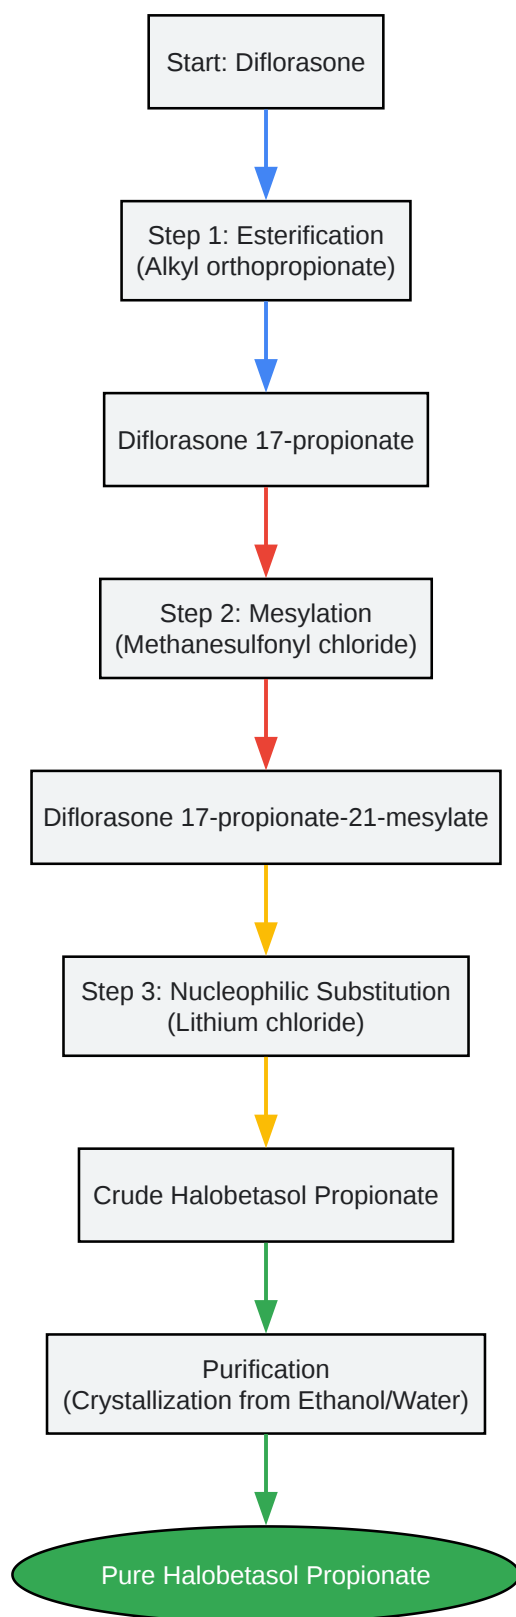 Start: Diflorasone
Step 1: Esterification
(Alkyl orthopropionate)
Diflorasone 17-propionate
Step 2: Mesylation
(Methanesulfonyl chloride)
Diflorasone 17-propionate-21-mesylate
Step 3: Nucleophilic Substitution
(Lithium chloride)
Crude Halobetasol Propionate
Purification
(Crystallization from Ethanol/Water)
Pure Halobetasol Propionate